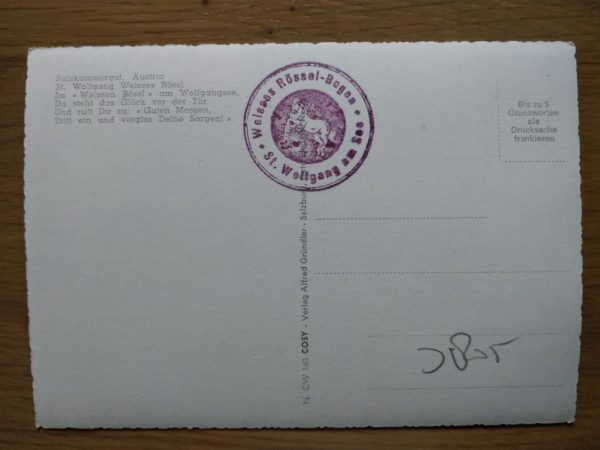 Salzkammergut, Austria
St. Wolfgang Weisses Rössl
Im « Weissen Rössl » am Wolfgangsee,
Da steht das Glück vor der Tür
Und ruft Dir zu: « Guten Morgen,
Tritt ein und vergiss Deine Sorgen! »
Weisses Rössel-Bogen
St. Wolfgang am See
Bis zu 5
Grussworten
als
Drucksache
frankieren
N. CW 140 COSY - Verlag Alfred Gründler - Salzburg,